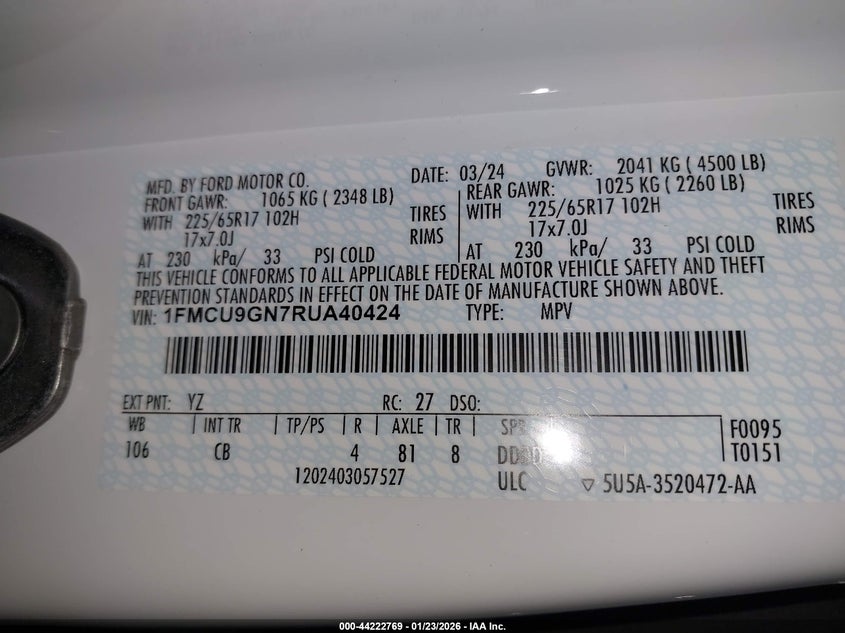 MFD. BY FORD MOTOR CO. DATE: 03/24 GVWR: 2041 KG ( 4500 LB)
FRONT GAWR: 1065 KG ( 2348 LB) REAR GAWR: 1025 KG ( 2260 LB)
WITH 225/65R17 102H TIRES WITH 225/65R17 102H TIRES
17x7.0J RIMS 17x7.0J RIMS
AT 230 kPa/ 33 PSI COLD AT 230 kPa/ 33 PSI COLD
THIS VEHICLE CONFORMS TO ALL APPLICABLE FEDERAL MOTOR VEHICLE SAFETY AND THEFT
PREVENTION STANDARDS IN EFFECT ON THE DATE OF MANUFACTURE SHOWN ABOVE.
VIN: 1FMCU9GN7RUA40424 TYPE: MPV
EXT PNT: YZ RC: 27 DSO:
WB INT TR TP/PS R AXLE TR F0095
106 CB 4 81 8 T0151
1202403057527 ULC ▽ 5U5A-3520472-AA
000-44222769 - 01/23/2026 - IAA Inc.